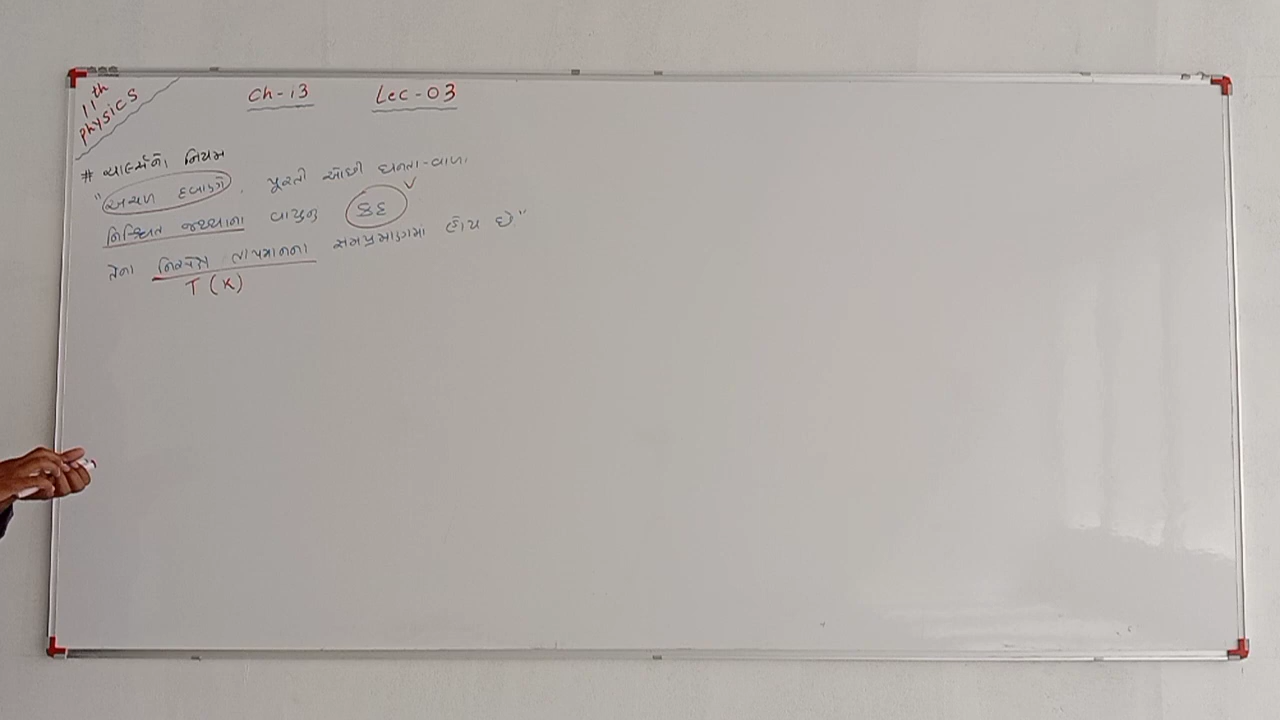 11th
physics
Ch-13 Lec-03
# ચાર્લ્સનો નિયમ
"અચળ દબાણે, પૂરતી ઓછી ઘનતા-વાળા
નિશ્ચિત જથ્થાના વાયુનુ કદ V
તેના નિરપેક્ષ તાપમાનના સમપ્રમાણમા હોય છે"
T (K)